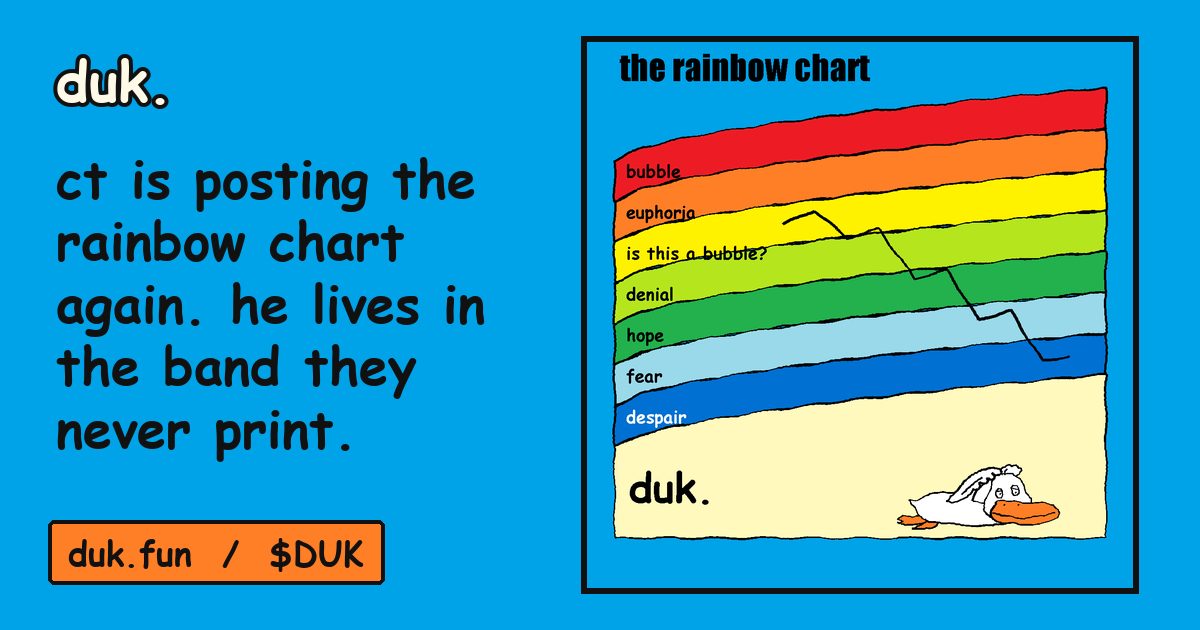 duk.
ct is posting the
rainbow chart
again. he lives in
the band they
never print.
duk.fun / $DUK
the rainbow chart
bubble
euphoria
is this a bubble?
denial
hope
fear
despair
duk.